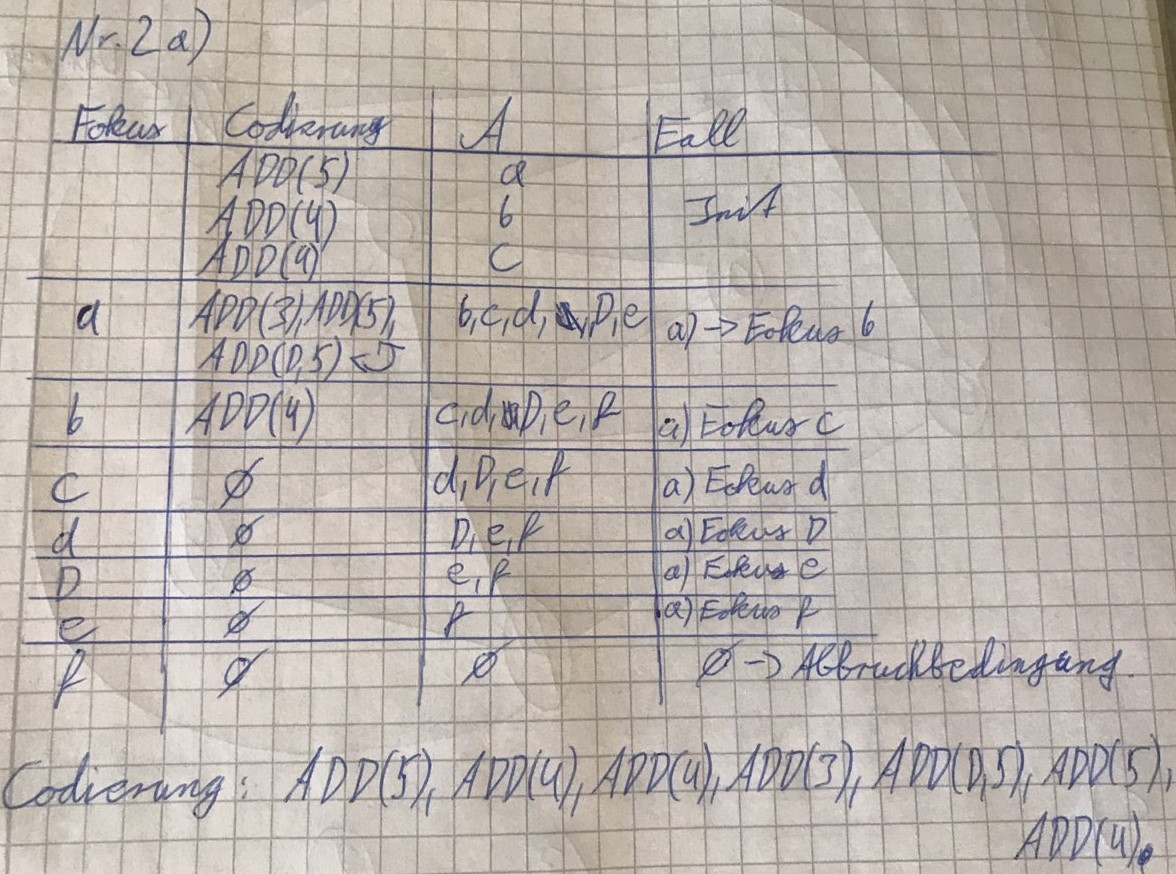 Nr. 2 a)
Fokus Codierung A Fall
ADD(5) a
ADD(4) b Init
ADD(4) c
a ADD(3), ADD(5), b,c,d, D,e a) -> Fokus b
ADD(D,5)
b ADD(4) c,d, D,e,f a) Fokus c
c ∅ d,D,e,f a) Fokus d
d ∅ D,e,f a) Fokus D
D ∅ e,f a) Fokus e
e ∅ f a) Fokus f
f ∅ ∅ ∅ -> Abbruchbedingung.
Codierung: ADD(5), ADD(4), ADD(4), ADD(3), ADD(D,5), ADD(5),
ADD(4).